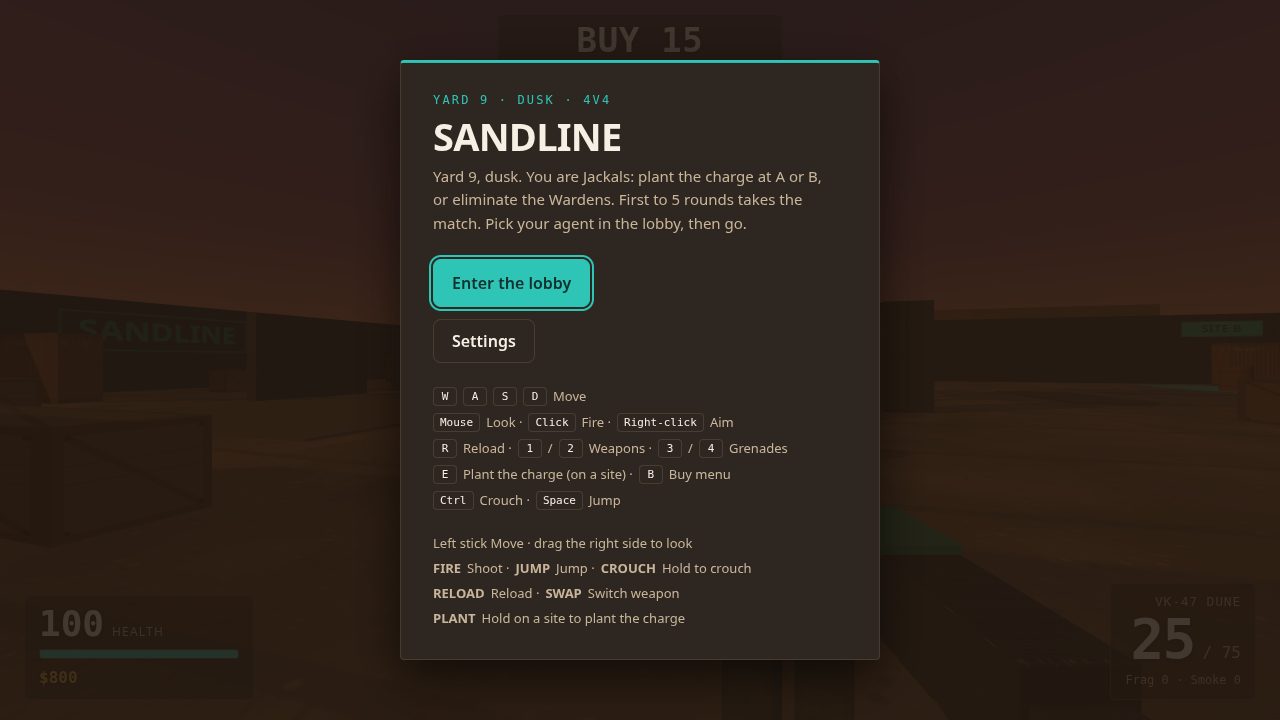 BUY 15
YARD 9 · DUSK · 4V4
SANDLINE
Yard 9, dusk. You are Jackals: plant the charge at A or B,
or eliminate the Wardens. First to 5 rounds takes the
match. Pick your agent in the lobby, then go.
Enter the lobby
Settings
SANDLINE
SITE B
W A S D Move
Mouse Look · Click Fire · Right-click Aim
R Reload · 1 / 2 Weapons · 3 / 4 Grenades
E Plant the charge (on a site) · B Buy menu
Ctrl Crouch · Space Jump
Left stick Move · drag the right side to look
FIRE Shoot · JUMP Jump · CROUCH Hold to crouch
RELOAD Reload · SWAP Switch weapon
PLANT Hold on a site to plant the charge
100 HEALTH
$800
VK-47 DUNE
25 / 75
Frag 0 · Smoke 0